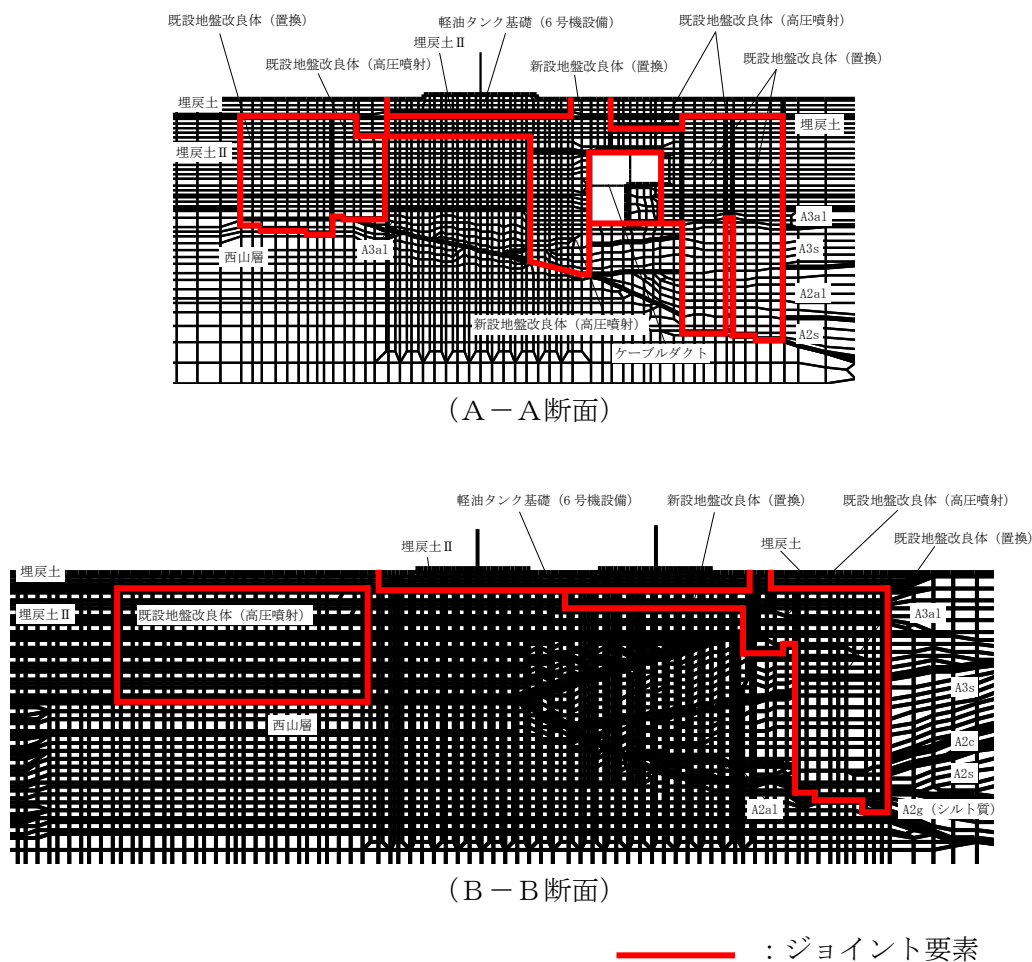 既設地盤改良体（置換）
軽油タンク基礎（6 号機設備）
既設地盤改良体（高圧噴射）
埋戻土Ⅱ
既設地盤改良体（高圧噴射）
新設地盤改良体（置換）
既設地盤改良体（置換）
埋戻土
埋戻土
埋戻土Ⅱ
A3al
西山層
A3al
A3s
A2al
新設地盤改良体（高圧噴射）
A2s
ケーブルダクト
（Ａ－Ａ断面）
軽油タンク基礎（6 号機設備）
新設地盤改良体（置換）
既設地盤改良体（高圧噴射）
埋戻土Ⅱ
埋戻土
既設地盤改良体（置換）
埋戻土
埋戻土Ⅱ
既設地盤改良体（高圧噴射）
A3al
A3s
西山層
A2c
A2s
A2al
A2g（シルト質）
（Ｂ－Ｂ断面）
：ジョイント要素